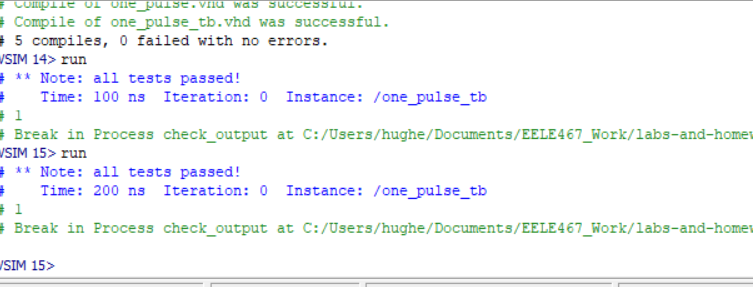 # Compile of one_pulse.vhd was successful.
# Compile of one_pulse_tb.vhd was successful.
# 5 compiles, 0 failed with no errors.
VSIM 14> run
# ** Note: all tests passed!
#    Time: 100 ns  Iteration: 0  Instance: /one_pulse_tb
# 1
# Break in Process check_output at C:/Users/hughe/Documents/EELE467_Work/labs-and-homew
VSIM 15> run
# ** Note: all tests passed!
#    Time: 200 ns  Iteration: 0  Instance: /one_pulse_tb
# 1
# Break in Process check_output at C:/Users/hughe/Documents/EELE467_Work/labs-and-homew
VSIM 15>